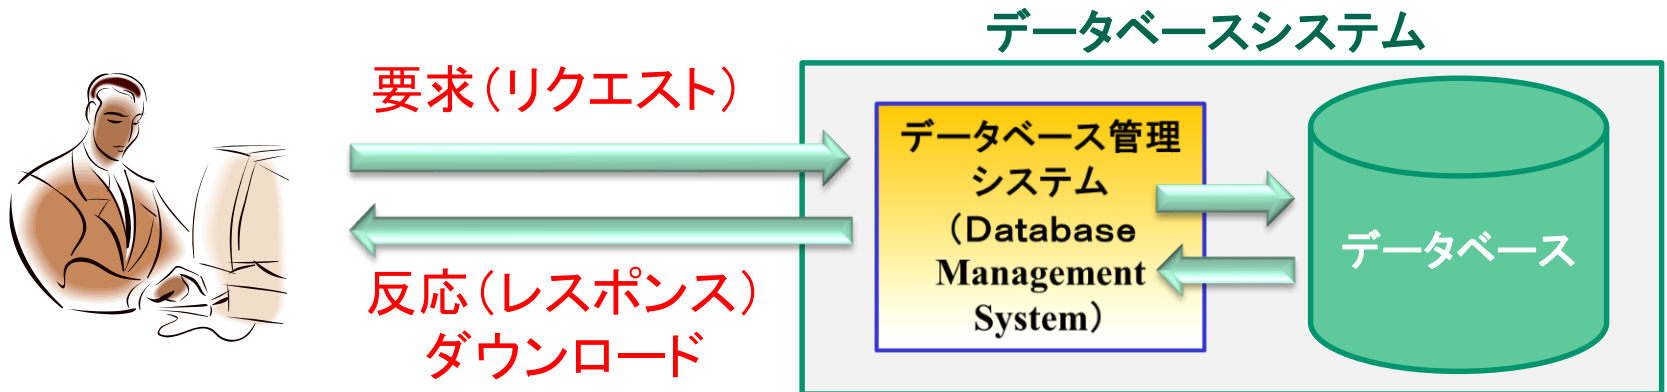 データベースシステム
要求(リクエスト)
反応(レスポンス)
ダウンロード
データベース管理
システム
(Database
Management
System)
データベース